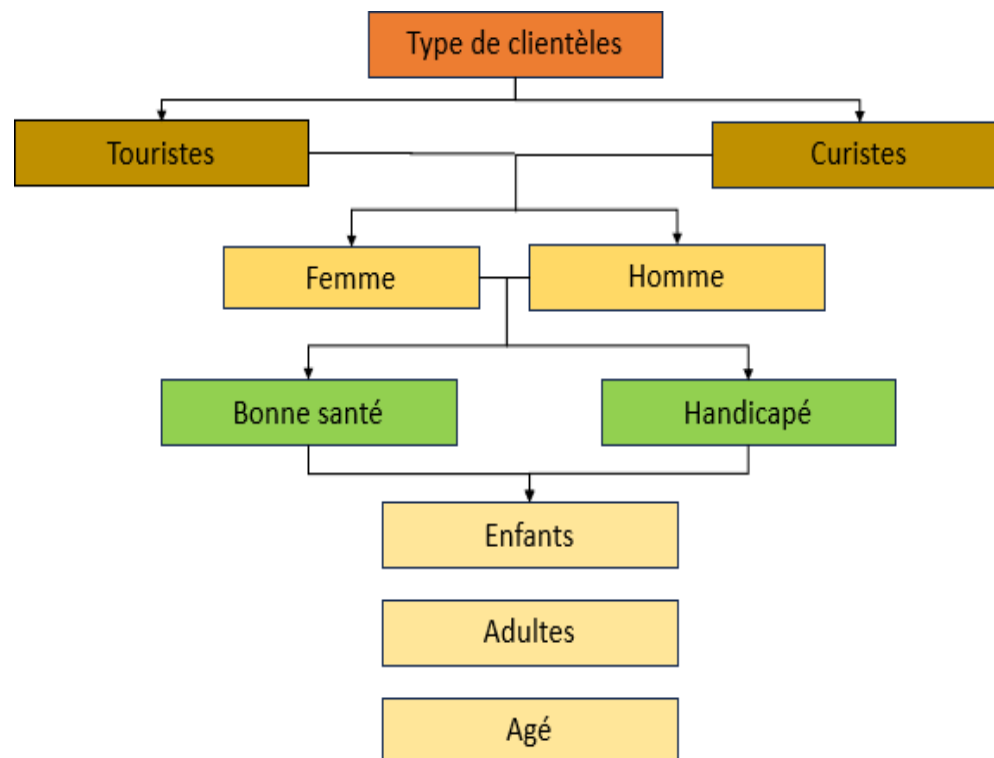 Type de clientèles
Touristes
Curistes
Femme
Homme
Bonne santé
Handicapé
Enfants
Adultes
Agé